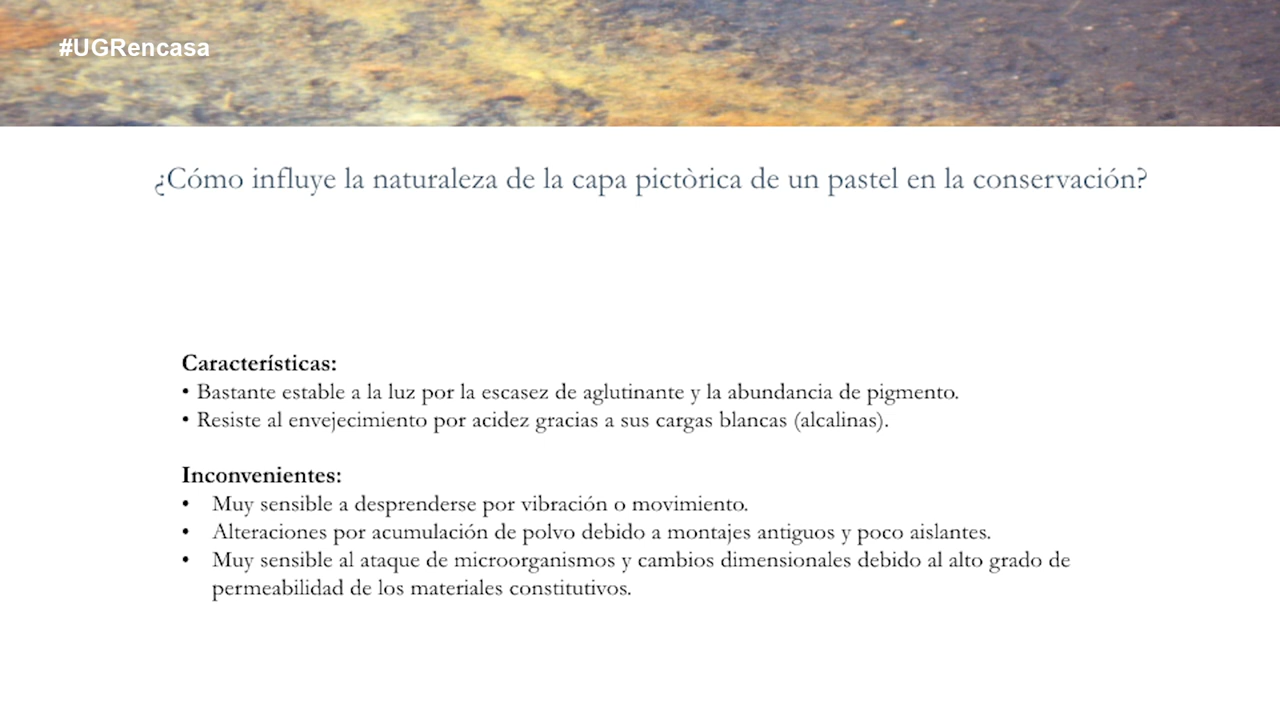 #UGRencasa
¿Cómo influye la naturaleza de la capa pictòrica de un pastel en la conservación?
Características:
• Bastante estable a la luz por la escasez de aglutinante y la abundancia de pigmento.
• Resiste al envejecimiento por acidez gracias a sus cargas blancas (alcalinas).
Inconvenientes:
• Muy sensible a desprenderse por vibración o movimiento.
• Alteraciones por acumulación de polvo debido a montajes antiguos y poco aislantes.
• Muy sensible al ataque de microorganismos y cambios dimensionales debido al alto grado de
permeabilidad de los materiales constitutivos.